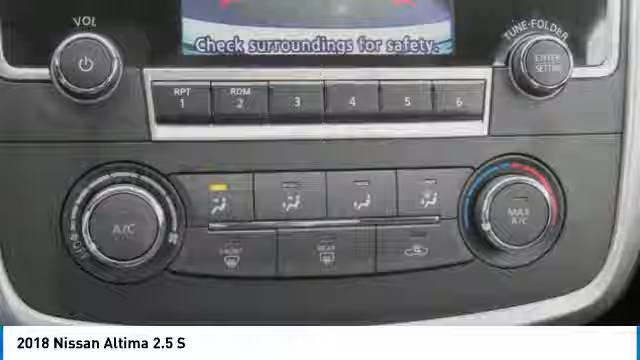 Check surroundings for safety.
VOL
TUNE·FOLDER
ENTER
SETTING
RPT
1
RDM
2
3
4
5
6
A/C
OFF
MAX
A/C
FRONT
REAR
2018 Nissan Altima 2.5 S